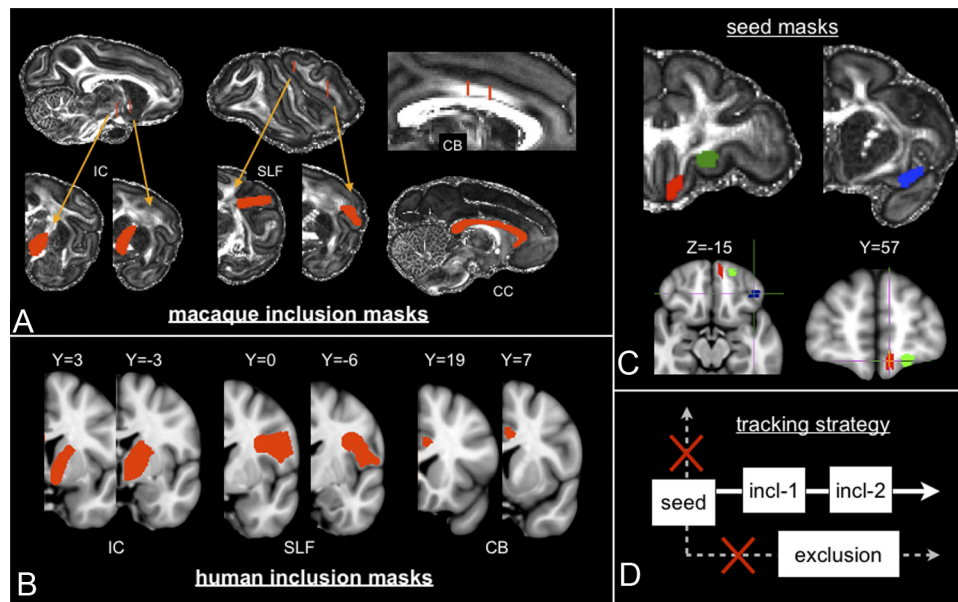 IC
SLF
CB
CC
A
macaque inclusion masks
Y=3
Y=-3
Y=0
Y=-6
Y=19
Y=7
IC
SLF
CB
B
human inclusion masks
seed masks
Z=-15
Y=57
C
tracking strategy
seed
incl-1
incl-2
exclusion
D